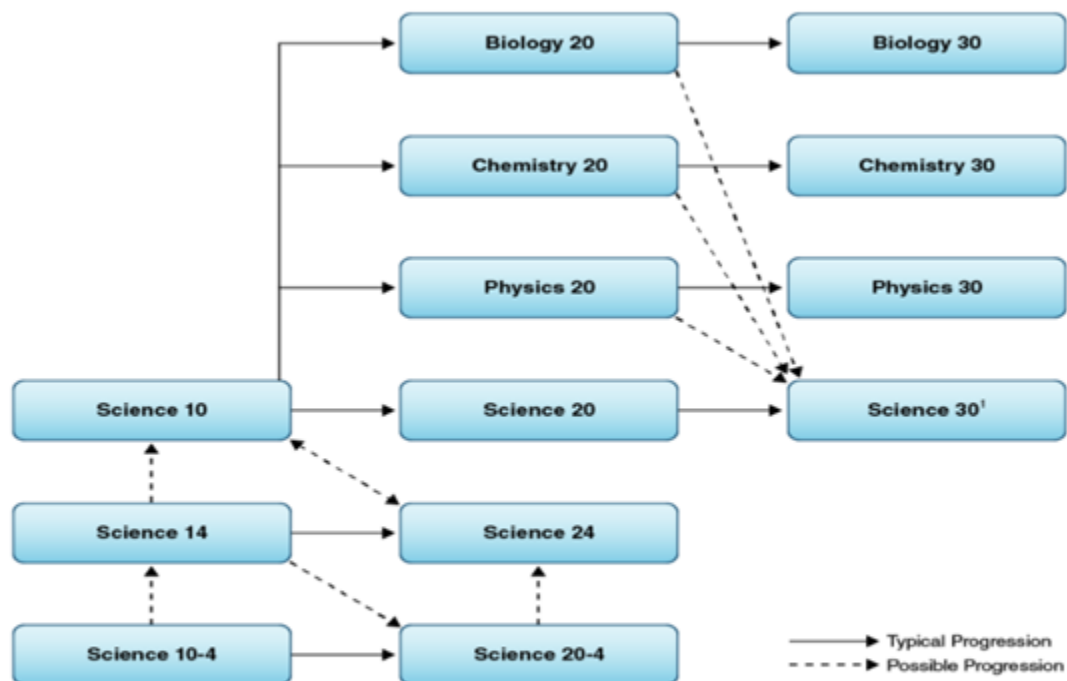 Biology 20
Biology 30
Chemistry 20
Chemistry 30
Physics 20
Physics 30
Science 10
Science 20
Science 30¹
Science 14
Science 24
Science 10-4
Science 20-4
Typical Progression
Possible Progression